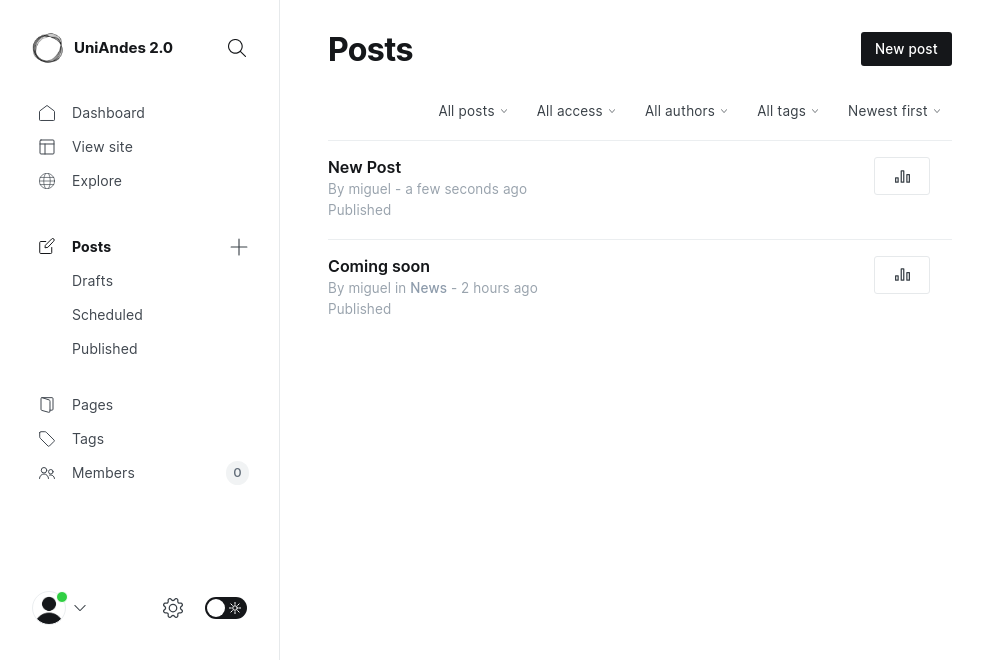 UniAndes 2.0
Dashboard
View site
Explore
Posts
Drafts
Scheduled
Published
Pages
Tags
Members 0
Posts
New post
All posts All access All authors All tags Newest first
New Post
By miguel - a few seconds ago
Published
Coming soon
By miguel in News - 2 hours ago
Published